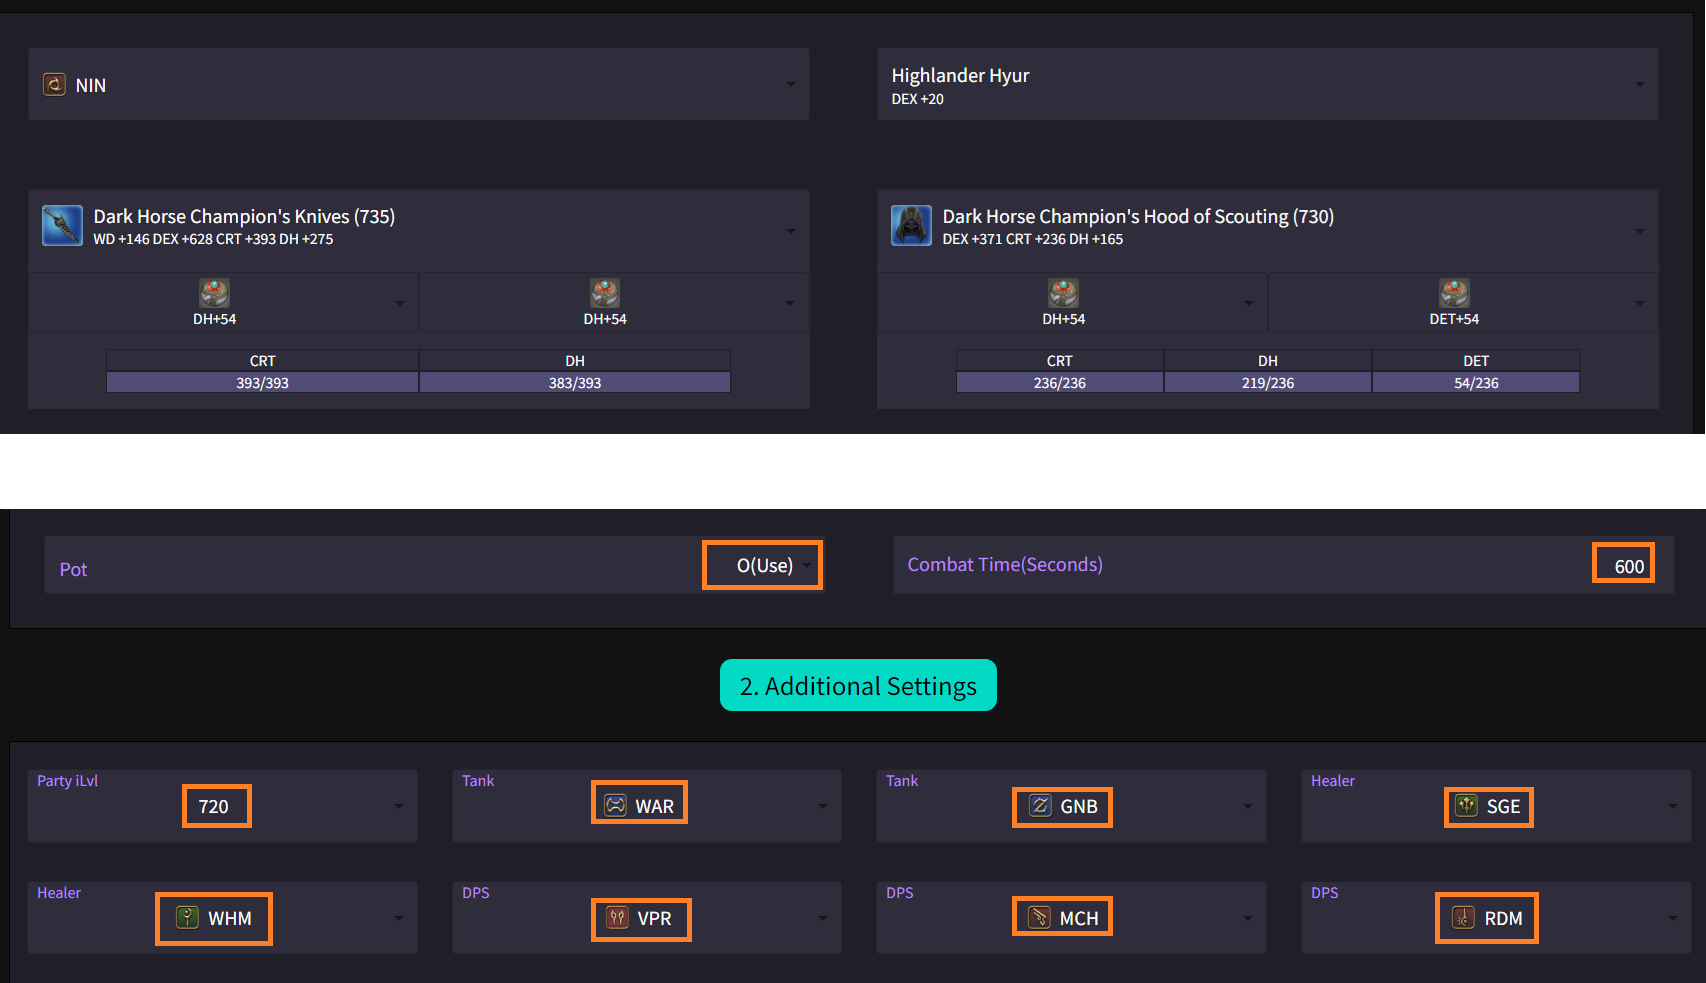 NIN
Highlander Hyur
DEX +20
Dark Horse Champion's Knives (735)
WD +146 DEX +628 CRT +393 DH +275
Dark Horse Champion's Hood of Scouting (730)
DEX +371 CRT +236 DH +165
DH+54
DH+54
DH+54
DET+54
CRT DH
393/393 383/393
CRT DH DET
236/236 219/236 54/236
Pot
O(Use)
Combat Time(Seconds)
600
2. Additional Settings
Party iLvl
720
Tank
WAR
Tank
GNB
Healer
SGE
Healer
WHM
DPS
VPR
DPS
MCH
DPS
RDM